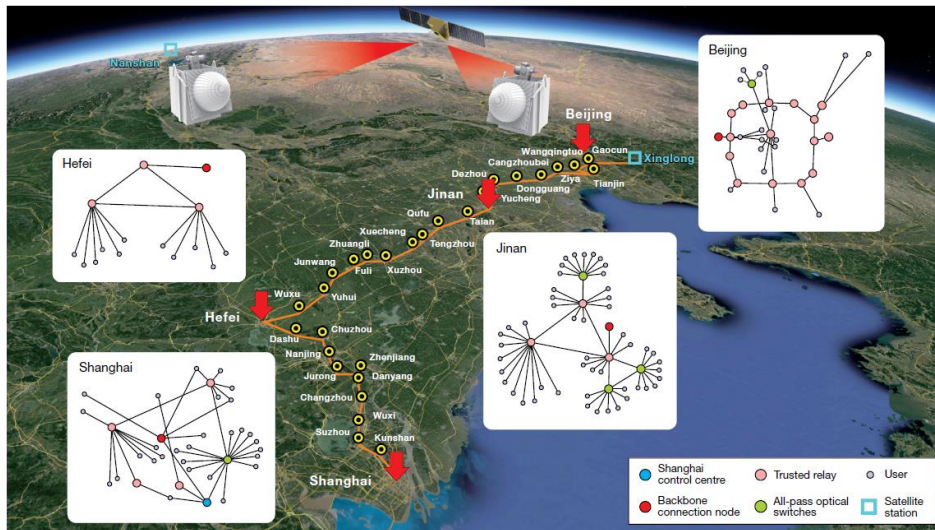 Nanshan
Beijing
Beijing
Wangqingtuo
Gaocun
Cangzhoubei
Xinglong
Hefei
Dezhou
Ziya
Tianjin
Dongguang
Jinan
Yucheng
Qufu
Taian
Xuecheng
Tengzhou
Zhuangli
Jinan
Junwang
Fuli
Xuzhou
Wuxu
Yuhui
Hefei
Chuzhou
Dashu
Nanjing
Zhenjiang
Shanghai
Jurong
Danyang
Changzhou
Wuxi
Suzhou
Kunshan
Shanghai
Shanghai
control centre
Trusted relay
User
Backbone
connection node
All-pass optical
switches
Satellite
station